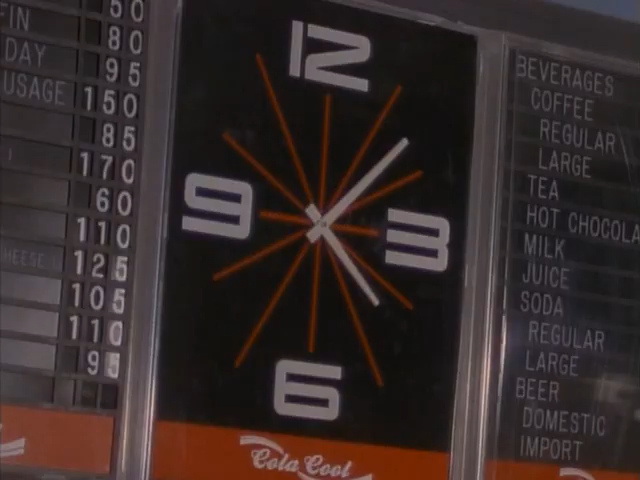 FIN 50
DAY 80
USAGE 95
150
85
170
60
110
CHEESE 125
105
110
95
12
9
3
6
Cola Cool
BEVERAGES
COFFEE
REGULAR
LARGE
TEA
HOT CHOCOLA
MILK
JUICE
SODA
REGULAR
LARGE
BEER
DOMESTIC
IMPORT